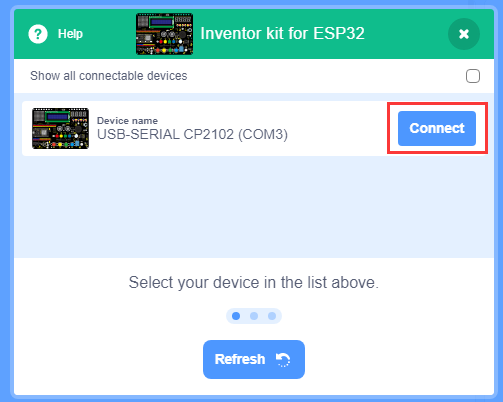 Help
Inventor kit for ESP32
Show all connectable devices
Device name
USB-SERIAL CP2102 (COM3)
Connect
Select your device in the list above.
Refresh